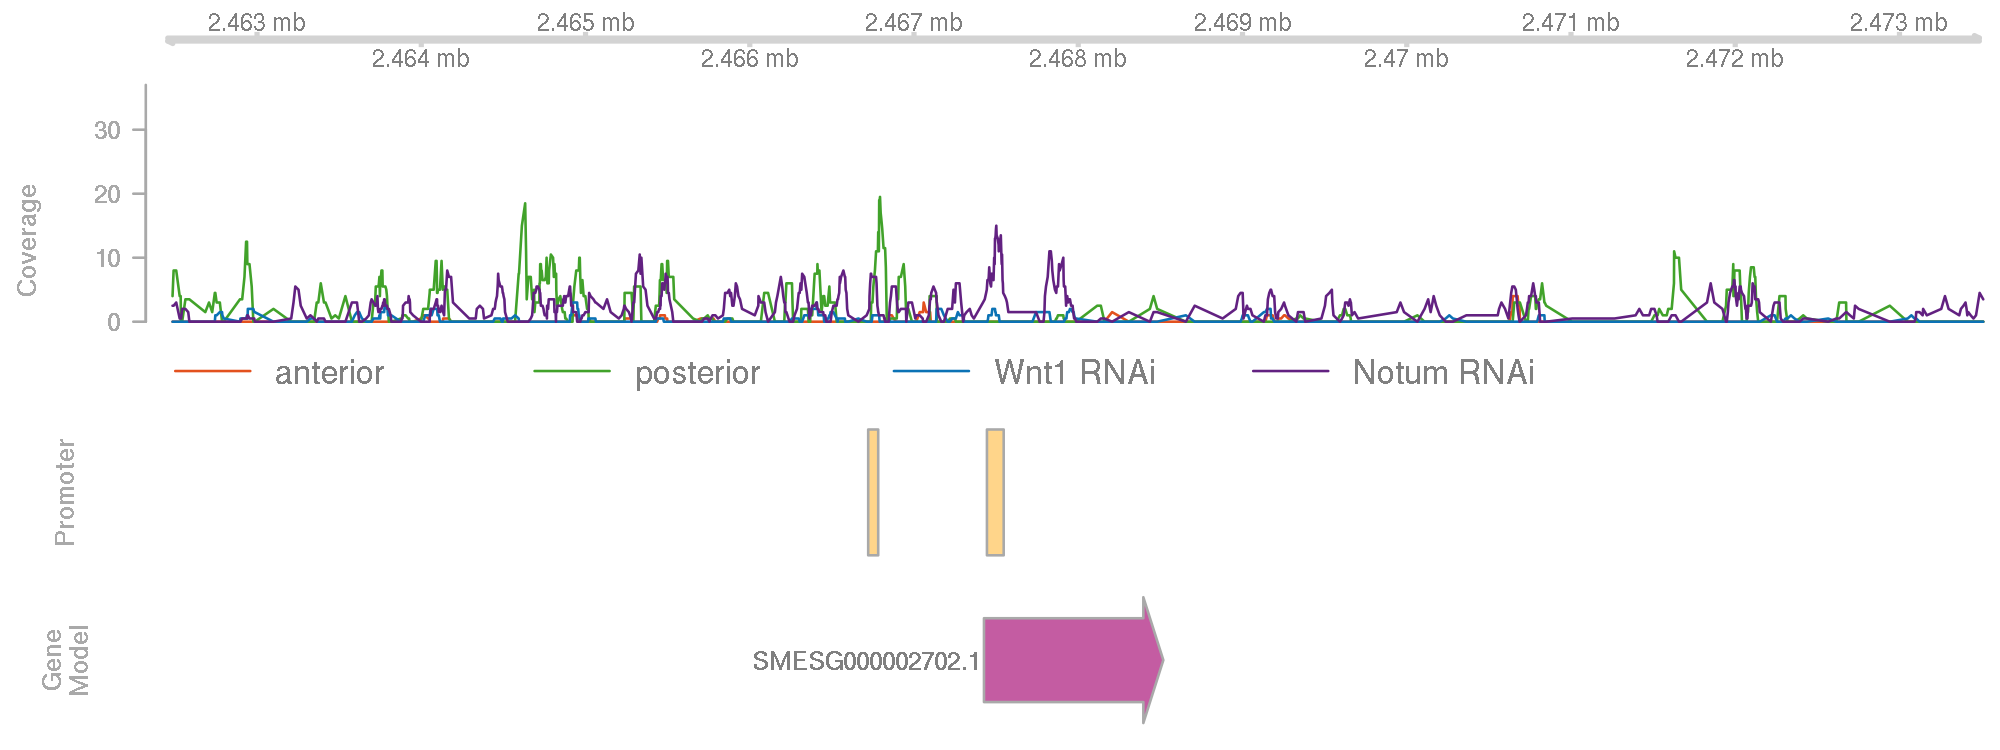 2.463 mb 2.465 mb 2.467 mb 2.469 mb 2.471 mb 2.473 mb
2.464 mb 2.466 mb 2.468 mb 2.47 mb 2.472 mb
Coverage
30
20
10
0
anterior posterior Wnt1 RNAi Notum RNAi
Promoter
Gene
Model
SMESG000002702.1